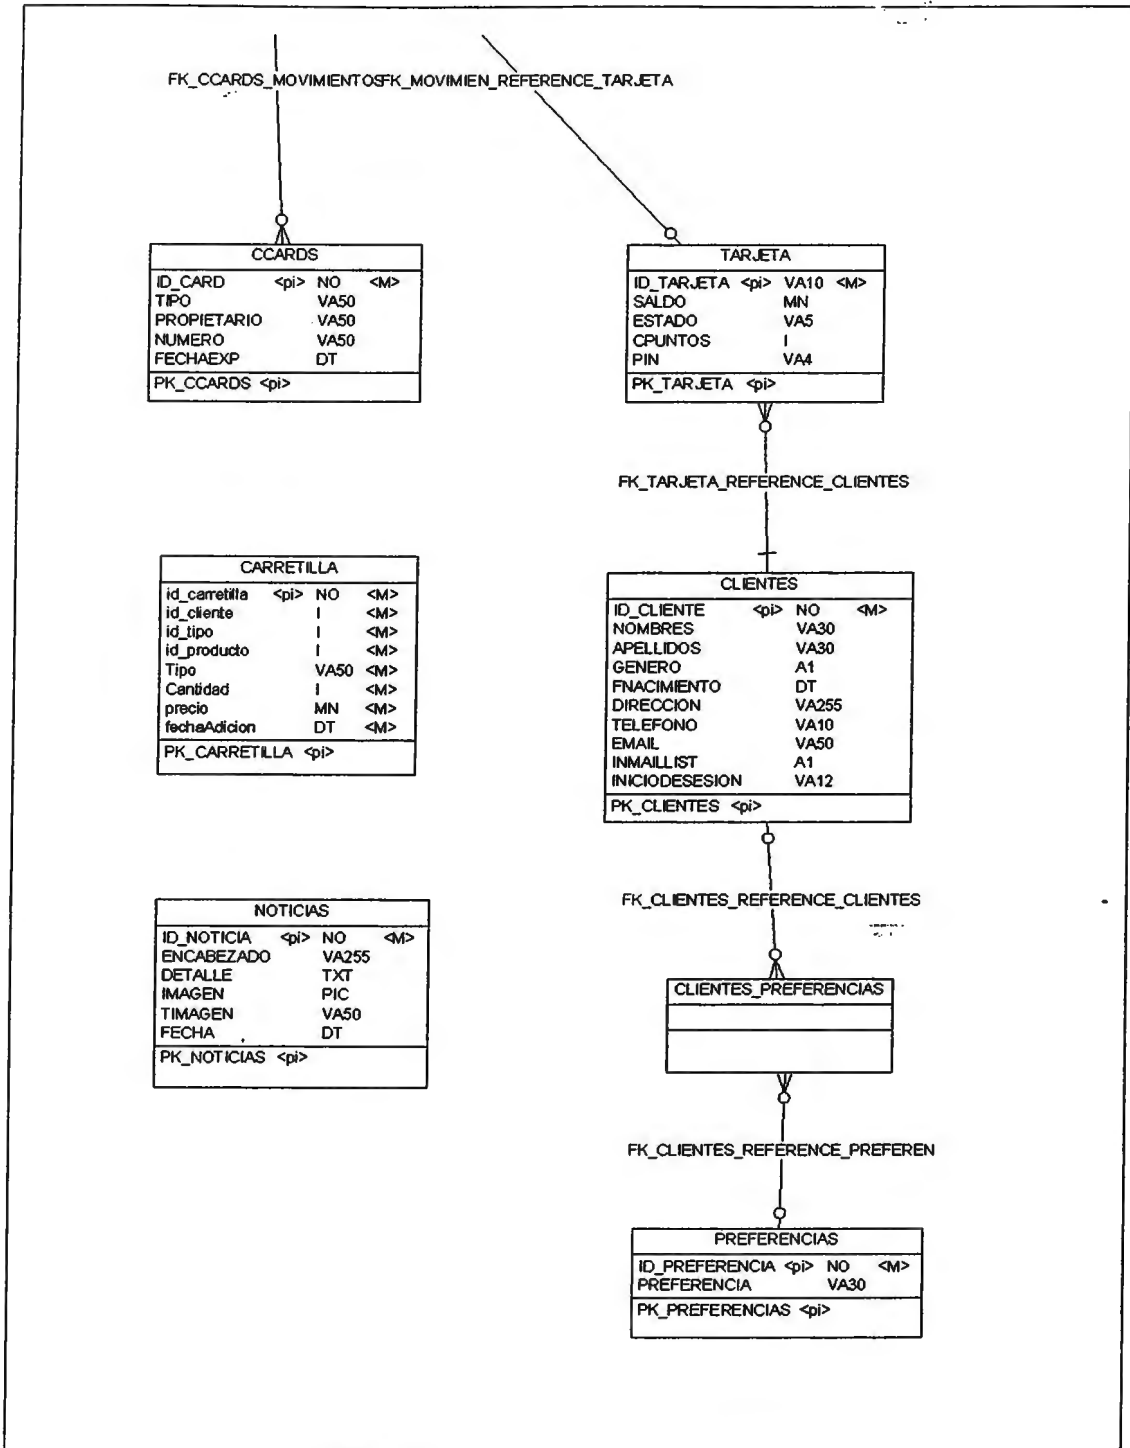 FK_CCARDS_MOVIMIENTOSFK_MOVIMIEN_REFERENCE_TARJETA
CCARDS
ID_CARD <pi> NO <M>
TIPO VA50
PROPIETARIO VA50
NUMERO VA50
FECHAEXP DT
PK_CCARDS <pi>
TARJETA
ID_TARJETA <pi> VA10 <M>
SALDO MN
ESTADO VA5
CPUNTOS I
PIN VA4
PK_TARJETA <pi>
FK_TARJETA_REFERENCE_CLIENTES
CARRETILLA
id_carretilla <pi> NO <M>
id_cliente I <M>
id_tipo I <M>
id_producto I <M>
Tipo VA50 <M>
Cantidad I <M>
precio MN <M>
fechaAdicion DT <M>
PK_CARRETILLA <pi>
CLIENTES
ID_CLIENTE <pi> NO <M>
NOMBRES VA30
APELLIDOS VA30
GENERO A1
FNACIMIENTO DT
DIRECCION VA255
TELEFONO VA10
EMAIL VA50
INMAILLIST A1
INICIODESESION VA12
PK_CLIENTES <pi>
FK_CLIENTES_REFERENCE_CLIENTES
NOTICIAS
ID_NOTICIA <pi> NO <M>
ENCABEZADO VA255
DETALLE TXT
IMAGEN PIC
TIMAGEN VA50
FECHA DT
PK_NOTICIAS <pi>
CLIENTES_PREFERENCIAS
FK_CLIENTES_REFERENCE_PREFEREN
PREFERENCIAS
ID_PREFERENCIA <pi> NO <M>
PREFERENCIA VA30
PK_PREFERENCIAS <pi>